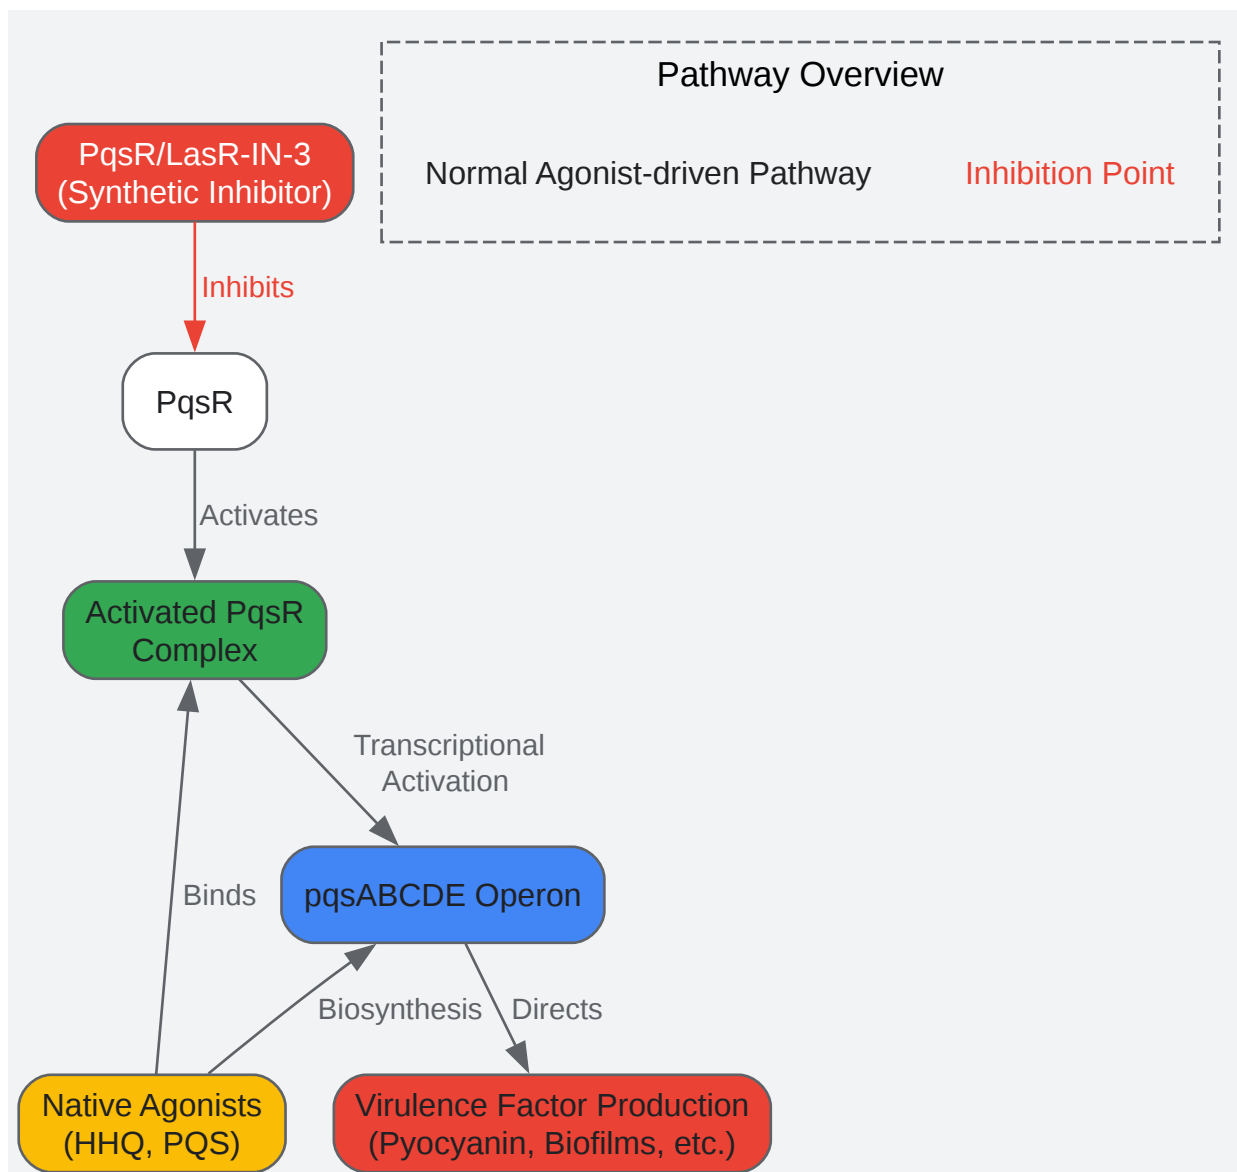 Pathway Overview
Normal Agonist-driven Pathway
Inhibition Point
PqsR/LasR-IN-3
(Synthetic Inhibitor)
Inhibits
PqsR
Activates
Activated PqsR
Complex
Transcriptional
Activation
Binds
pqsABCDE Operon
Biosynthesis
Directs
Native Agonists
(HHQ, PQS)
Virulence Factor Production
(Pyocyanin, Biofilms, etc.)